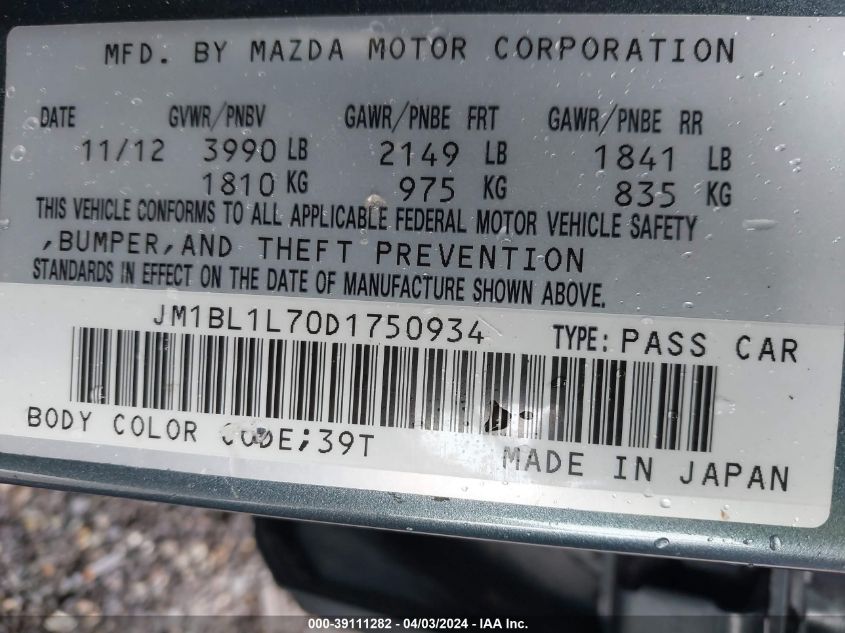 MFD. BY MAZDA MOTOR CORPORATION
DATE GVWR/PNBV GAWR/PNBE FRT GAWR/PNBE RR
11/12 3990 LB 2149 LB 1841 LB
1810 KG 975 KG 835 KG
THIS VEHICLE CONFORMS TO ALL APPLICABLE FEDERAL MOTOR VEHICLE SAFETY
,BUMPER,AND THEFT PREVENTION
STANDARDS IN EFFECT ON THE DATE OF MANUFACTURE SHOWN ABOVE.
JM1BL1L70D1750934 TYPE: PASS CAR
BODY COLOR CODE;39T
MADE IN JAPAN
000-39111282 - 04/03/2024 - IAA Inc.